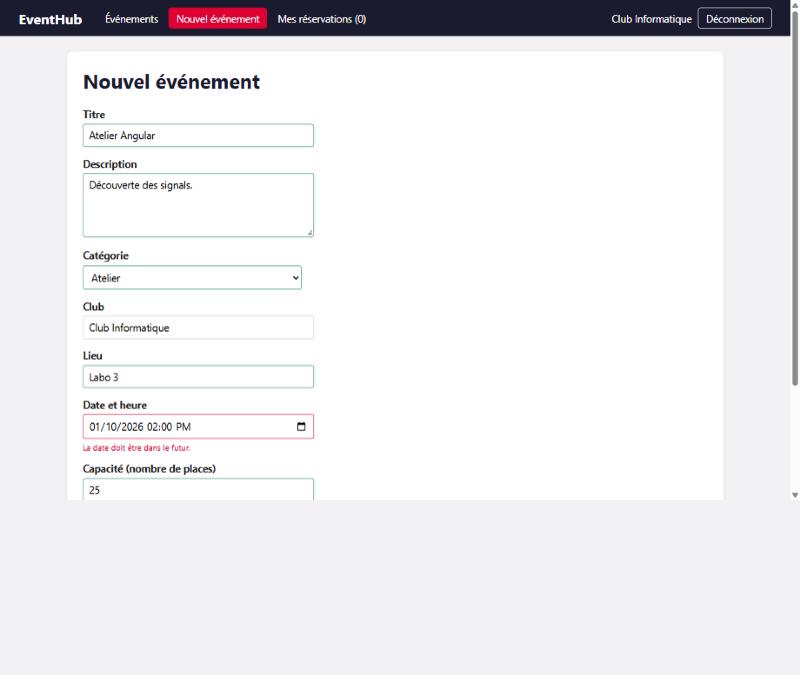 EventHub Événements Nouvel événement Mes réservations (0) Club Informatique Déconnexion
Nouvel événement
Titre
Atelier Angular
Description
Découverte des signals.
Catégorie
Atelier
Club
Club Informatique
Lieu
Labo 3
Date et heure
01/10/2026 02:00 PM
La date doit être dans le futur.
Capacité (nombre de places)
25